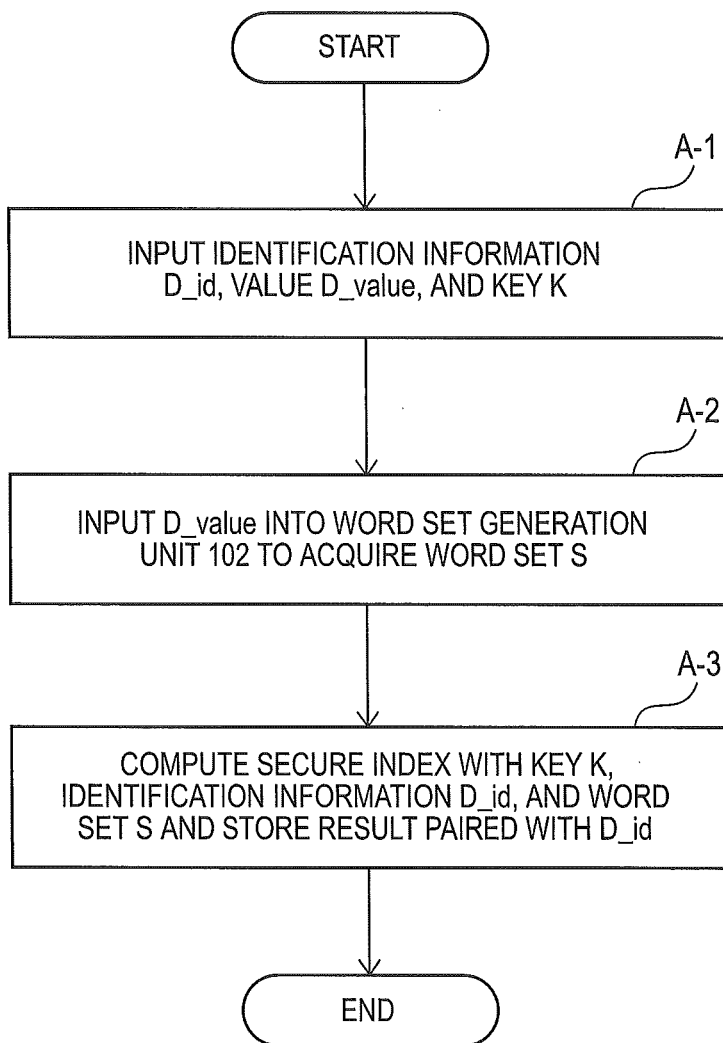 START
A-1
INPUT IDENTIFICATION INFORMATION
D_id, VALUE D_value, AND KEY K
A-2
INPUT D_value INTO WORD SET GENERATION
UNIT 102 TO ACQUIRE WORD SET S
A-3
COMPUTE SECURE INDEX WITH KEY K,
IDENTIFICATION INFORMATION D_id, AND WORD
SET S AND STORE RESULT PAIRED WITH D_id
END